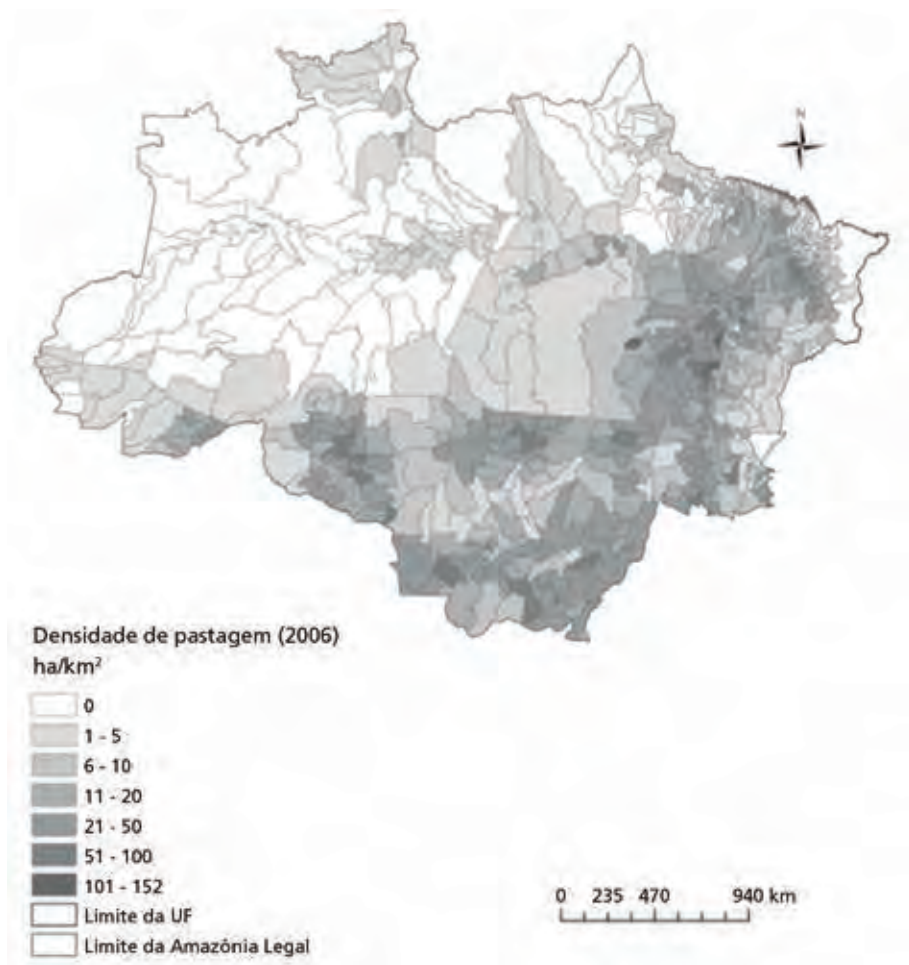 N
Densidade de pastagem (2006)
ha/km²
0
1 - 5
6 - 10
11 - 20
21 - 50
51 - 100
101 - 152
Limite da UF
Limite da Amazônia Legal
0 235 470 940 km